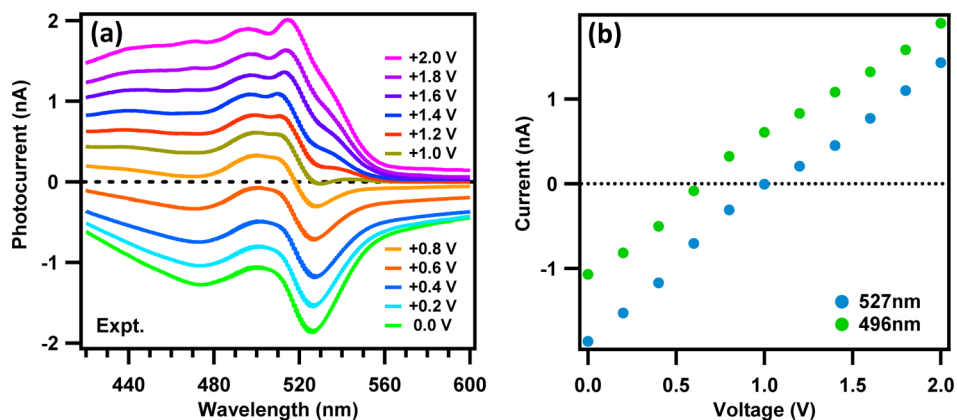 (a)
2
1
0
-1
-2
Photocurrent (nA)
+2.0 V
+1.8 V
+1.6 V
+1.4 V
+1.2 V
+1.0 V
+0.8 V
+0.6 V
+0.4 V
+0.2 V
0.0 V
Expt.
440 480 520 560 600
Wavelength (nm)
(b)
1
0
-1
Current (nA)
527nm
496nm
0.0 0.5 1.0 1.5 2.0
Voltage (V)